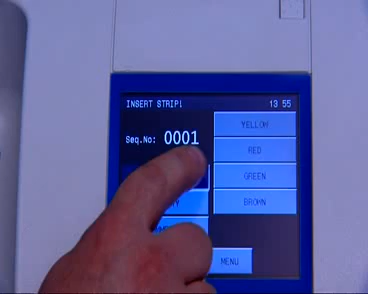 INSERT STRIP↓ 13 55
YELLOW
Seq.No: 0001
RED
GREEN
BROWN
MENU